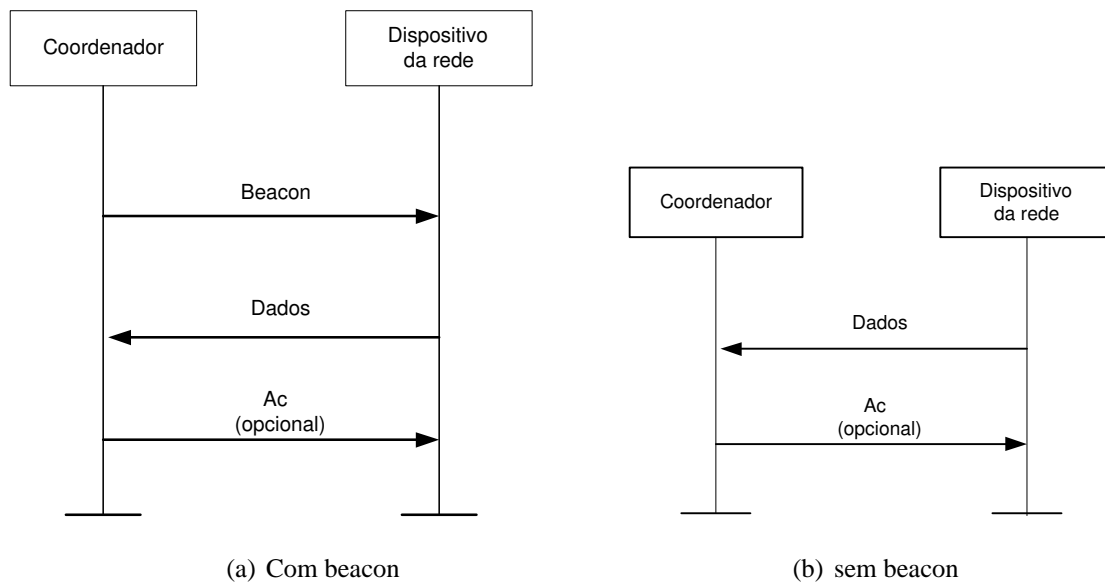 Coordenador
Dispositivo
da rede
Beacon
Dados
Ac
(opcional)
(a) Com beacon
Coordenador
Dispositivo
da rede
Dados
Ac
(opcional)
(b) sem beacon